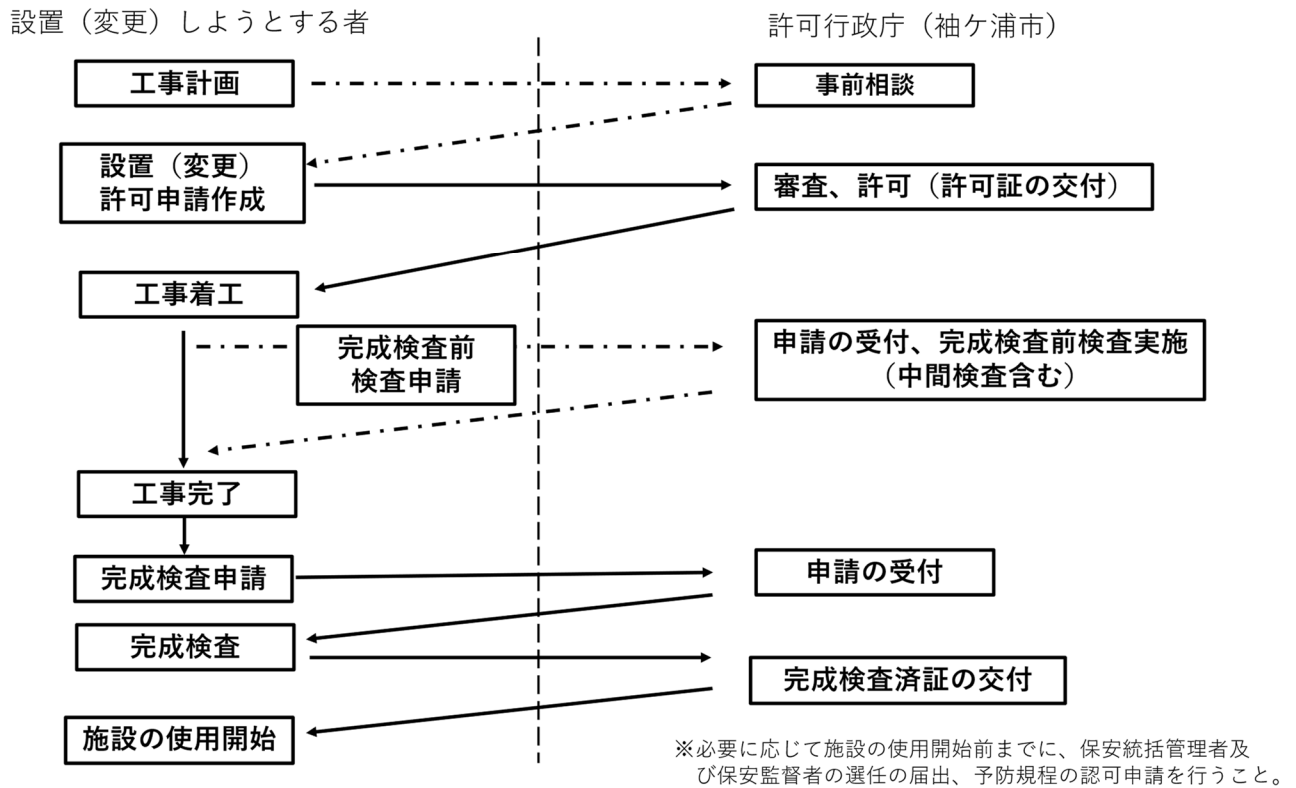 設置（変更）しようとする者
許可行政庁（袖ケ浦市）
工事計画
事前相談
設置（変更）
許可申請作成
審査、許可（許可証の交付）
工事着工
完成検査前
検査申請
申請の受付、完成検査前検査実施
（中間検査含む）
工事完了
完成検査申請
申請の受付
完成検査
完成検査済証の交付
施設の使用開始
※必要に応じて施設の使用開始前までに、保安統括管理者及
び保安監督者の選任の届出、予防規程の認可申請を行うこと。